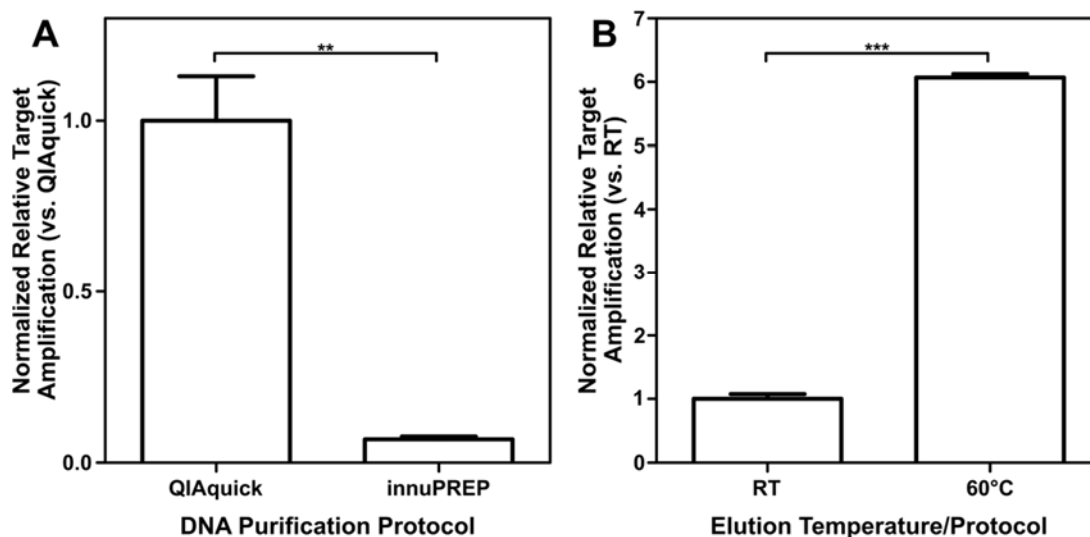 A
**
Normalized Relative Target
Amplification (vs. QIAquick)
1.0
0.5
0.0
QIAquick
innuPREP
DNA Purification Protocol
B
***
Normalized Relative Target
Amplification (vs. RT)
7
6
5
4
3
2
1
0
RT
60°C
Elution Temperature/Protocol